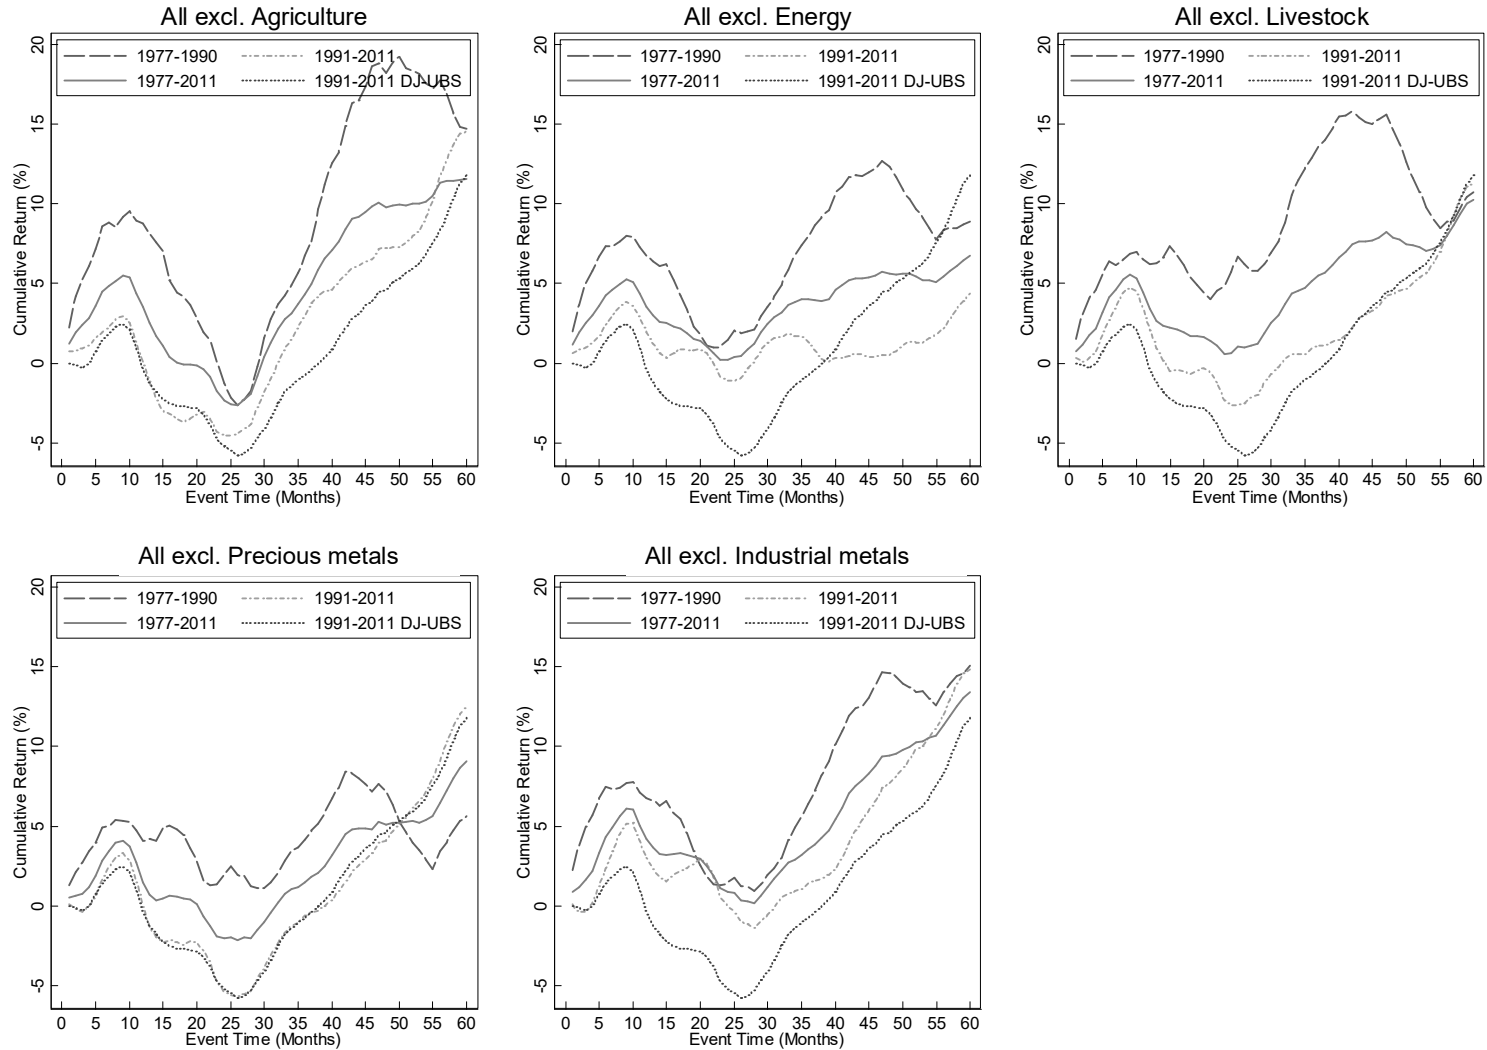 All excl. Agriculture
20
15
10
5
0
-5
Cumulative Return (%)
1977-1990
1991-2011
1977-2011
1991-2011 DJ-UBS
0 5 10 15 20 25 30 35 40 45 50 55 60
Event Time (Months)
All excl. Energy
20
15
10
5
0
-5
Cumulative Return (%)
1977-1990
1991-2011
1977-2011
1991-2011 DJ-UBS
0 5 10 15 20 25 30 35 40 45 50 55 60
Event Time (Months)
All excl. Livestock
20
15
10
5
0
-5
Cumulative Return (%)
1977-1990
1991-2011
1977-2011
1991-2011 DJ-UBS
0 5 10 15 20 25 30 35 40 45 50 55 60
Event Time (Months)
All excl. Precious metals
20
15
10
5
0
-5
Cumulative Return (%)
1977-1990
1991-2011
1977-2011
1991-2011 DJ-UBS
0 5 10 15 20 25 30 35 40 45 50 55 60
Event Time (Months)
All excl. Industrial metals
20
15
10
5
0
-5
Cumulative Return (%)
1977-1990
1991-2011
1977-2011
1991-2011 DJ-UBS
0 5 10 15 20 25 30 35 40 45 50 55 60
Event Time (Months)